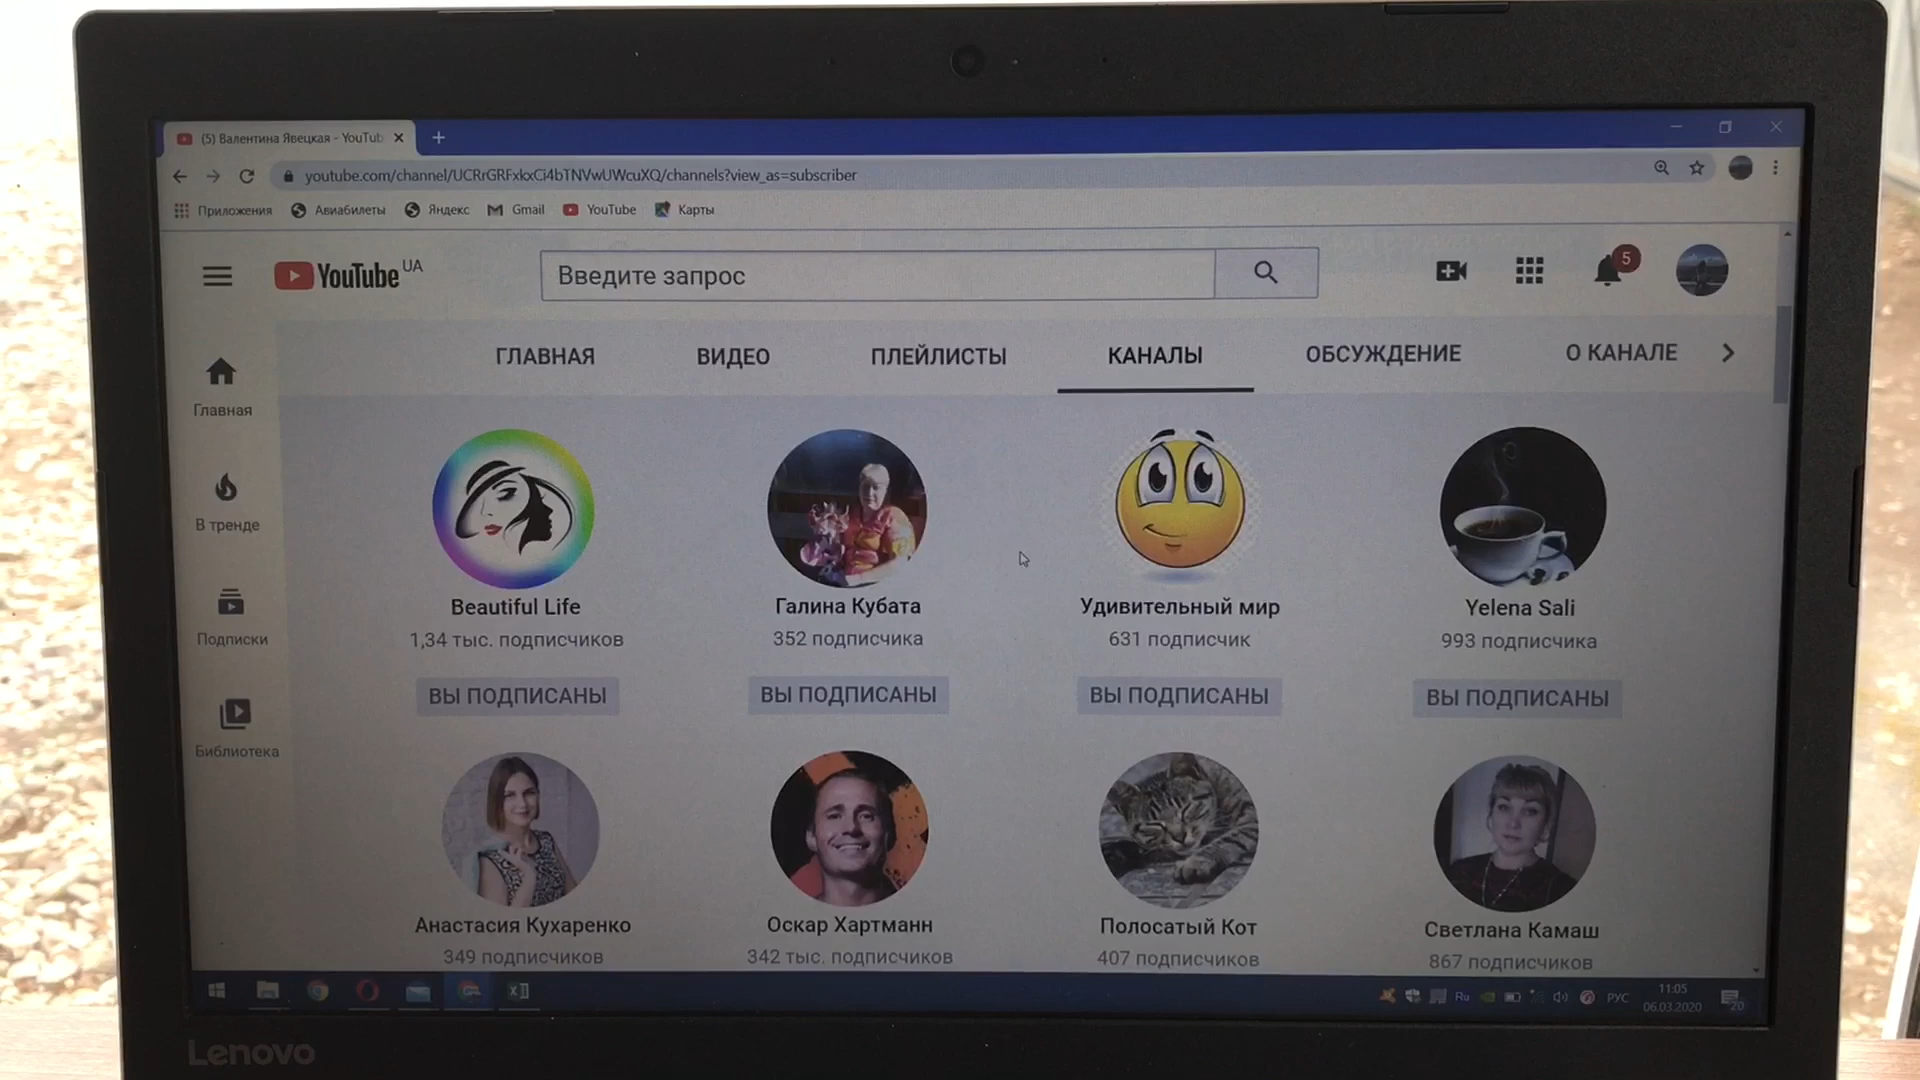 (5) Валентина Явецкая - YouTub
youtube.com/channel/UCRrGRFxkxCi4bTNVwUWcuXQ/channels?view_as=subscriber
Приложения Авиабилеты Яндекс Gmail YouTube Карты
YouTube UA
Введите запрос
5
ГЛАВНАЯ ВИДЕО ПЛЕЙЛИСТЫ КАНАЛЫ ОБСУЖДЕНИЕ О КАНАЛЕ
Главная
В тренде
Подписки
Библиотека
Beautiful Life Галина Кубата Удивительный мир Yelena Sali
1,34 тыс. подписчиков 352 подписчика 631 подписчик 993 подписчика
ВЫ ПОДПИСАНЫ ВЫ ПОДПИСАНЫ ВЫ ПОДПИСАНЫ ВЫ ПОДПИСАНЫ
Анастасия Кухаренко Оскар Хартманн Полосатый Кот Светлана Камаш
349 подписчиков 342 тыс. подписчиков 407 подписчиков 867 подписчиков
Ru РУС 11:05
06.03.2020 20
Lenovo